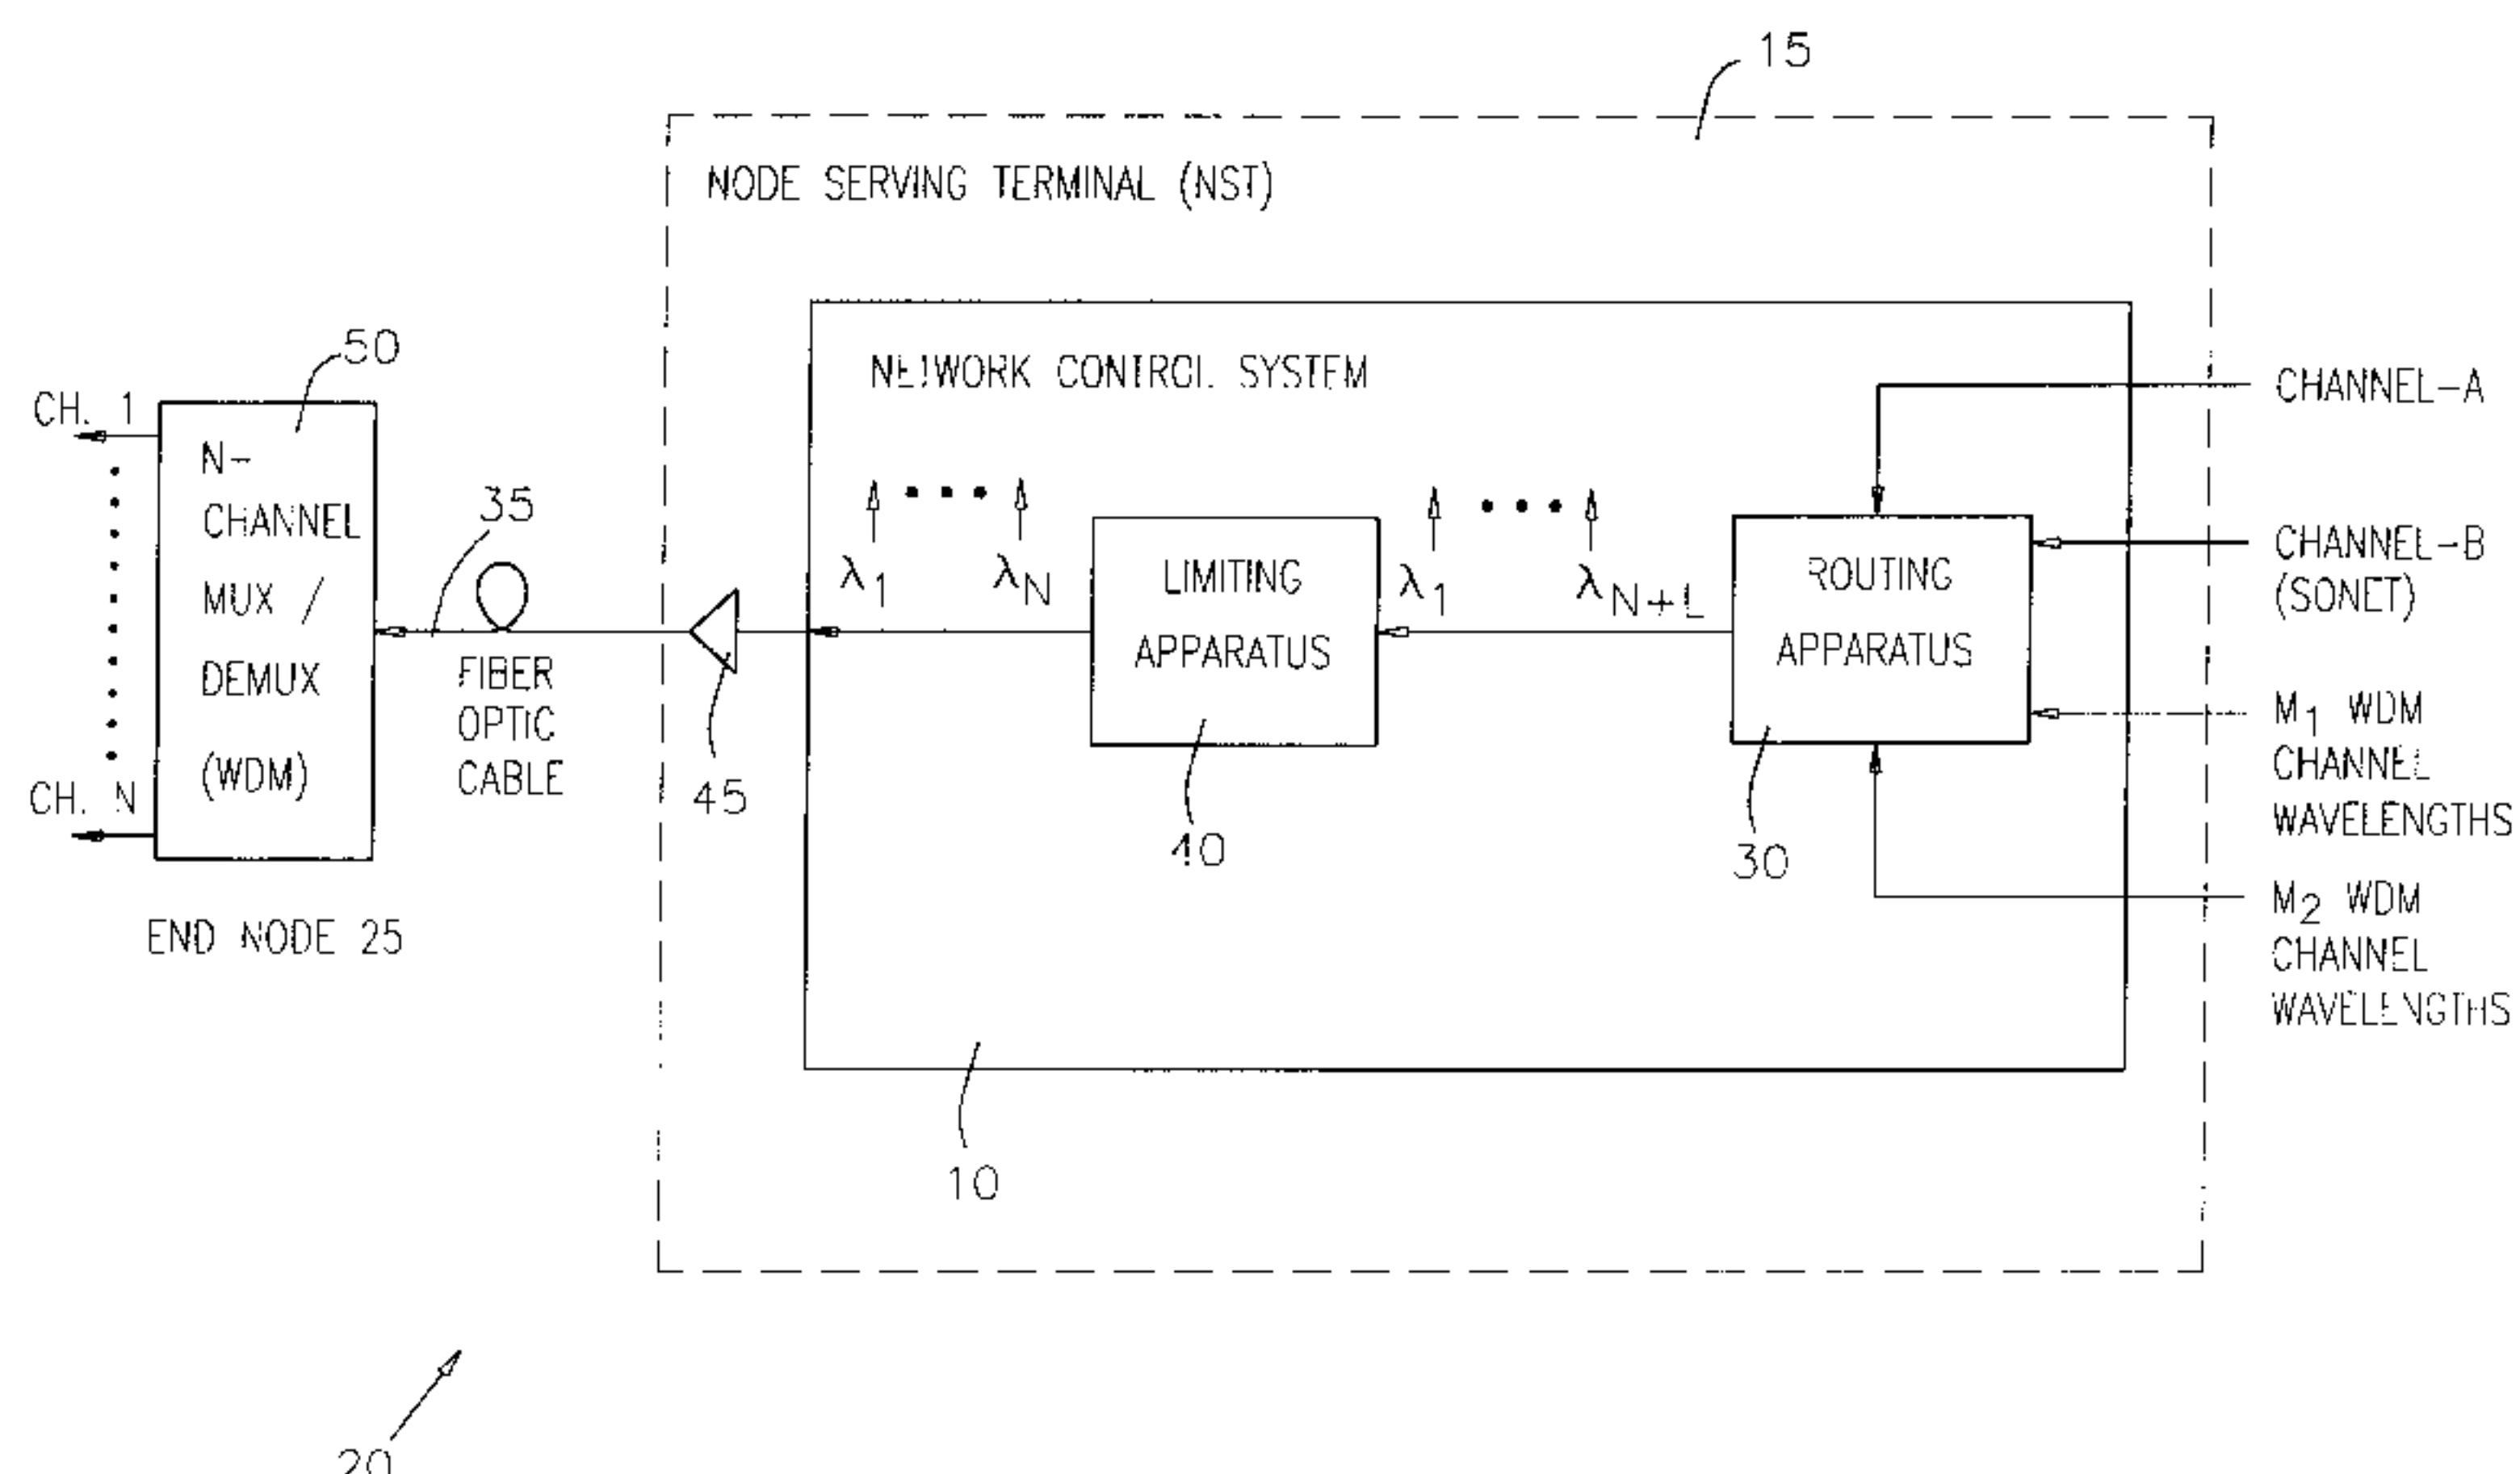 15
NODE SERVING TERMINAL (NST)
NETWORK CONTROL SYSTEM
50
CH. 1
N-
CHANNEL
MUX /
DEMUX
(WDM)
CH. N
END NODE 25
35
FIBER
OPTIC
CABLE
45
λ1 • • • λN
LIMITING
APPARATUS
40
λ1 • • • λN+L
ROUTING
APPARATUS
30
CHANNEL-A
CHANNEL-B
(SONET)
M1 WDM
CHANNEL
WAVELENGTHS
M2 WDM
CHANNEL
WAVELENGTHS
10
20